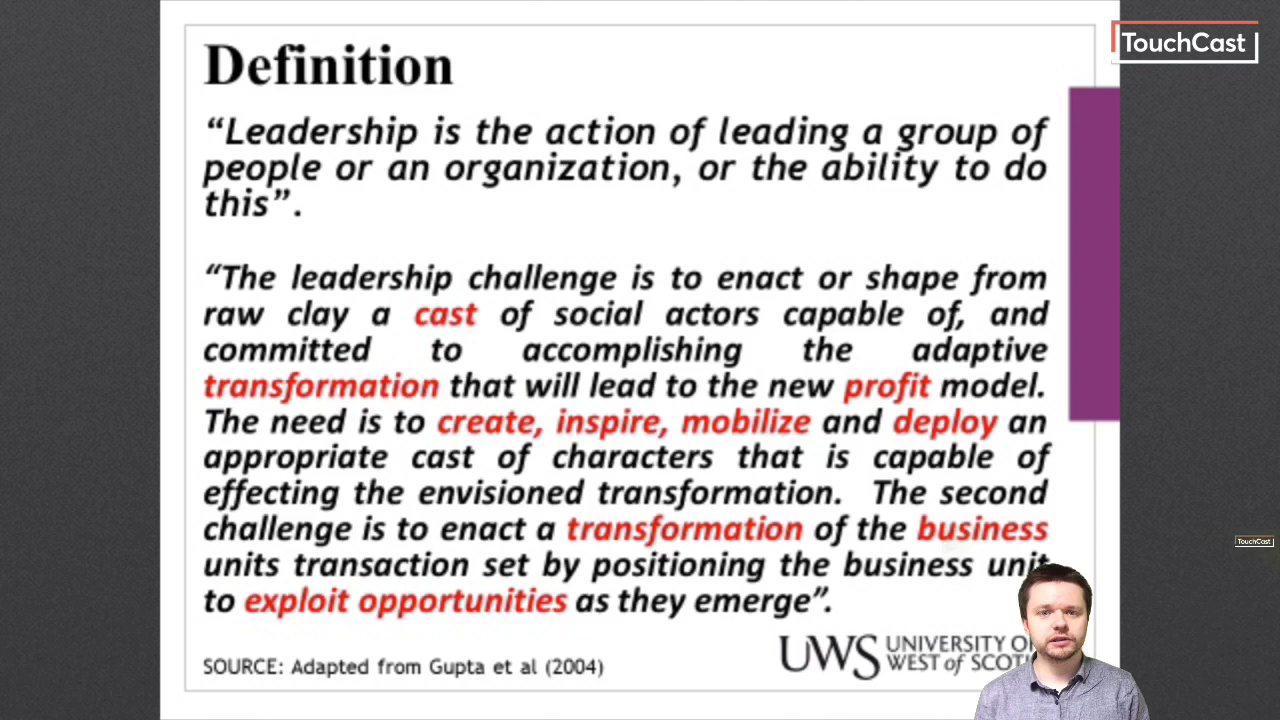 TouchCast
Definition
“Leadership is the action of leading a group of
people or an organization, or the ability to do
this”.
“The leadership challenge is to enact or shape from
raw clay a cast of social actors capable of, and
committed to accomplishing the adaptive
transformation that will lead to the new profit model.
The need is to create, inspire, mobilize and deploy an
appropriate cast of characters that is capable of
effecting the envisioned transformation. The second
challenge is to enact a transformation of the business
units transaction set by positioning the business unit
to exploit opportunities as they emerge”.
TouchCast
UWS UNIVERSITY OF
WEST of SCOT
SOURCE: Adapted from Gupta et al (2004)